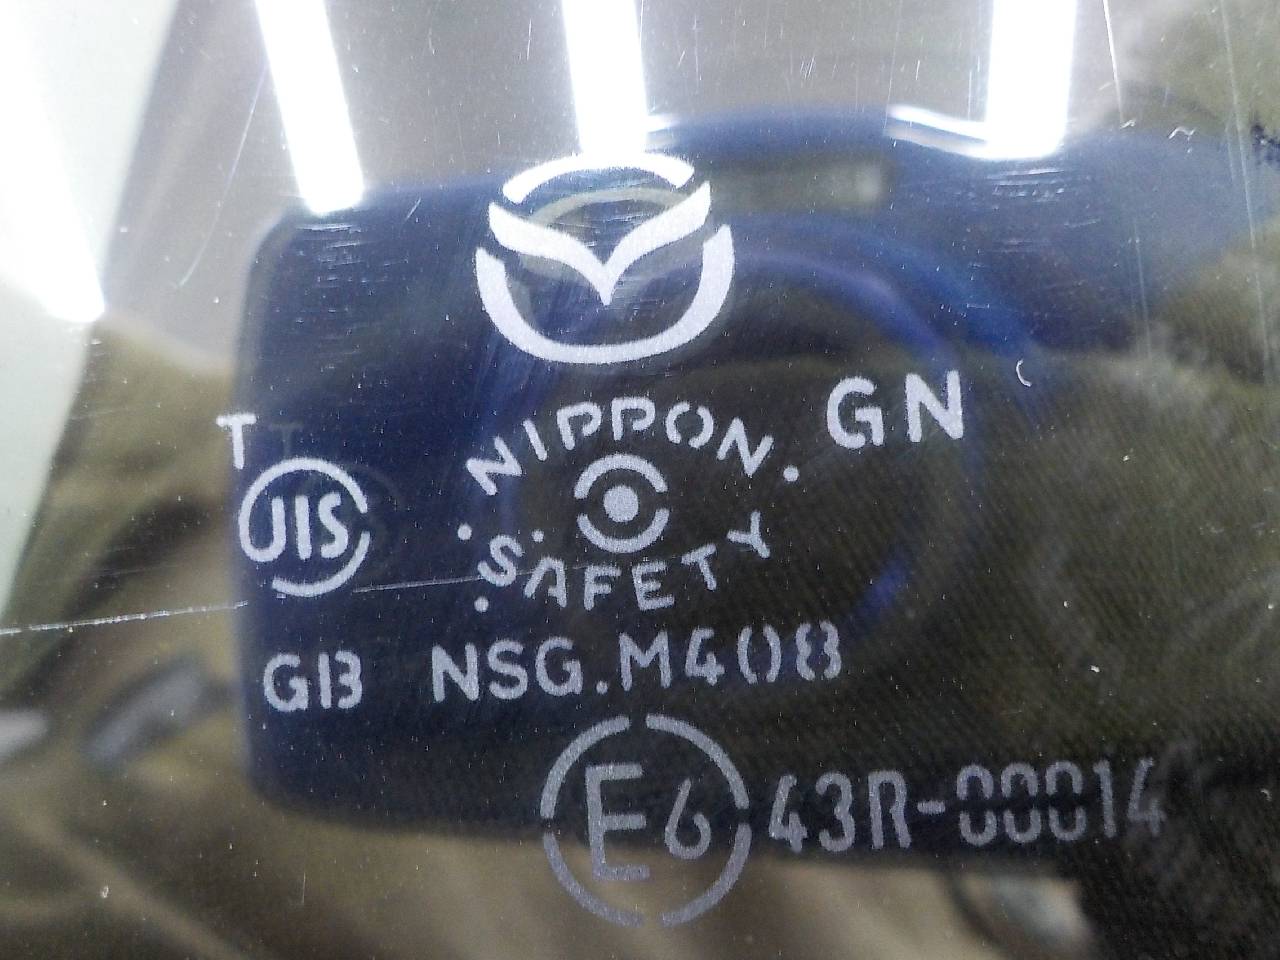 NIPPON. GN
T
JIS
.SAFETY
GB NSG.M408
E6 43R-00014